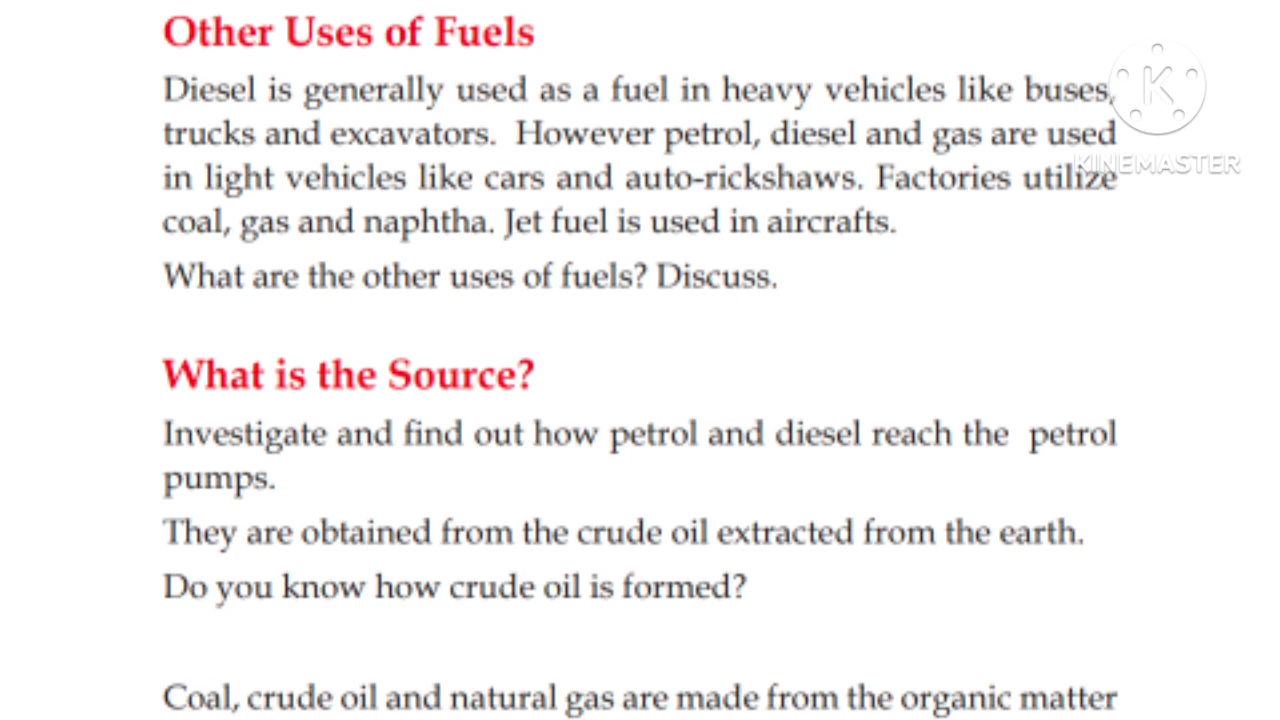 Other Uses of Fuels
Diesel is generally used as a fuel in heavy vehicles like buses,
trucks and excavators. However petrol, diesel and gas are used
in light vehicles like cars and auto-rickshaws. Factories utilize
coal, gas and naphtha. Jet fuel is used in aircrafts.
What are the other uses of fuels? Discuss.
What is the Source?
Investigate and find out how petrol and diesel reach the petrol
pumps.
They are obtained from the crude oil extracted from the earth.
Do you know how crude oil is formed?
Coal, crude oil and natural gas are made from the organic matter
K
KINEMASTER